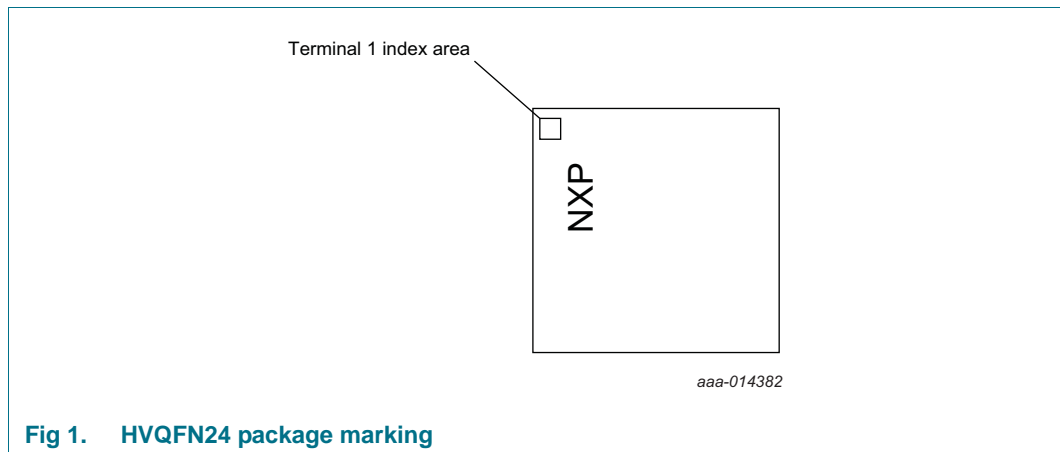 Terminal 1 index area
NXP
aaa-014382
Fig 1. HVQFN24 package marking